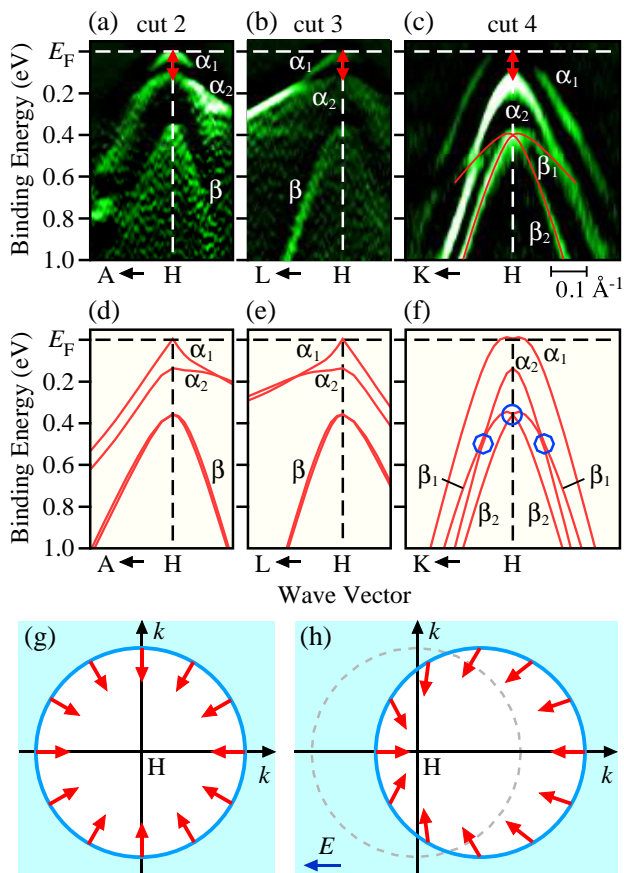 (a) cut 2 (b) cut 3 (c) cut 4
Binding Energy (eV)
E_F
0.2
0.4
0.6
0.8
1.0
α₁
α₂
β
α₁
α₂
β
α₁
α₂
β₁
β₂
A ← H L ← H K ← H 0.1 Å⁻¹
(d) (e) (f)
Binding Energy (eV)
E_F
0.2
0.4
0.6
0.8
1.0
α₁
α₂
β
α₁
α₂
β
α₁
α₂
β₁ β₁
β₂ β₂
A ← H L ← H K ← H
Wave Vector
(g) k
H
k
(h) k
H
k
E